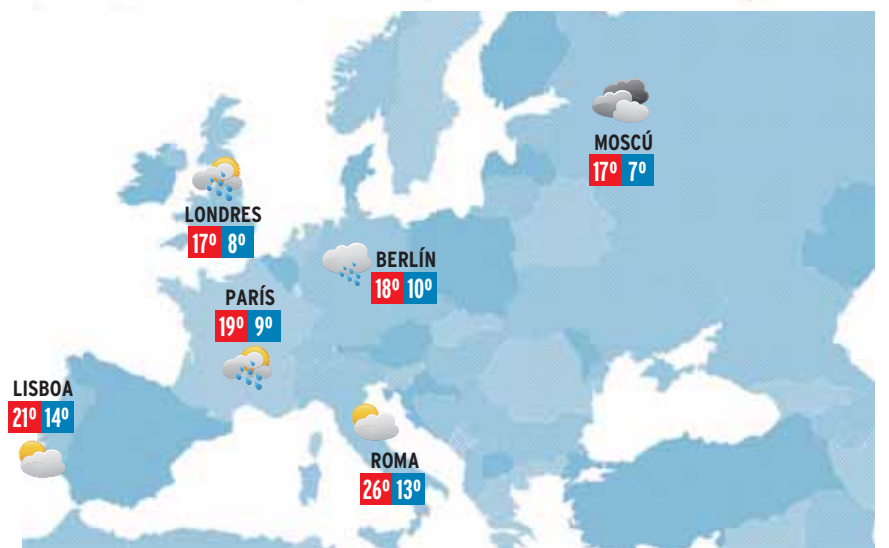 MOSCÚ
17º 7º
LONDRES
17º 8º
BERLÍN
18º 10º
PARÍS
19º 9º
LISBOA
21º 14º
ROMA
26º 13º